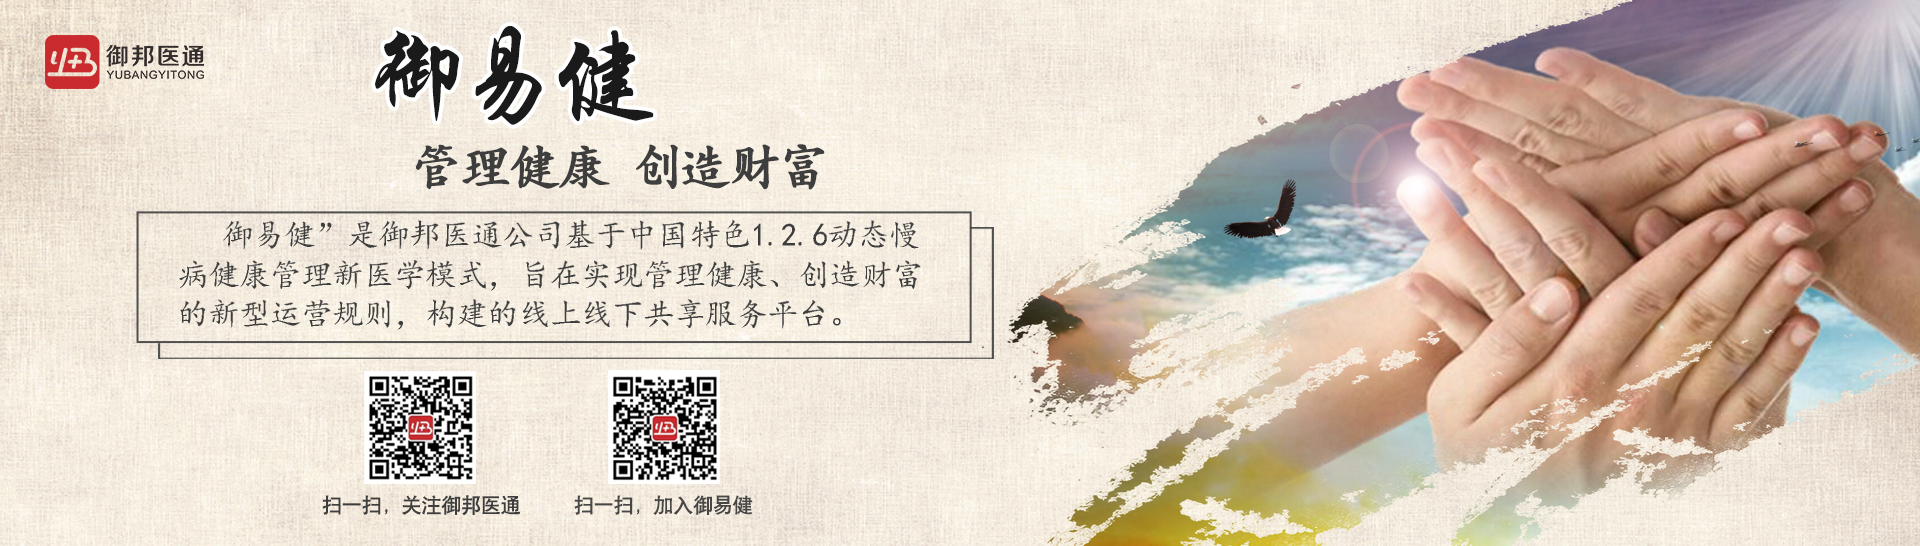 御邦医通
YUBANGYITONG
御易健
管理健康 创造财富
御易健”是御邦医通公司基于中国特色1.2.6动态慢
病健康管理新医学模式，旨在实现管理健康、创造财富
的新型运营规则，构建的线上线下共享服务平台。
扫一扫，关注御邦医通
扫一扫，加入御易健